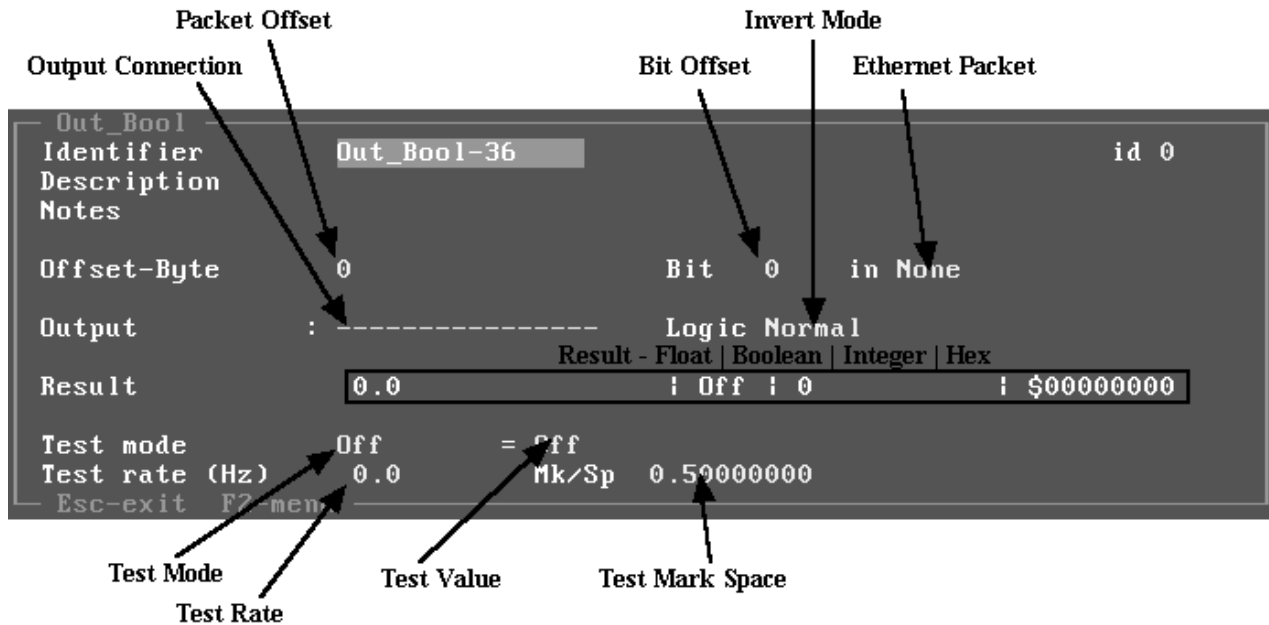 Packet Offset Invert Mode
Output Connection Bit Offset Ethernet Packet
Out_Bool
Identifier Out_Bool-36 id 0
Description
Notes
Offset-Byte 0 Bit 0 in None
Output : ---------------- Logic Normal
Result - Float | Boolean | Integer | Hex
Result 0.0 | Off | 0 | $00000000
Test mode Off = Off
Test rate (Hz) 0.0 Mk/Sp 0.50000000
Esc-exit F2-menu
Test Mode Test Value Test Mark Space
Test Rate